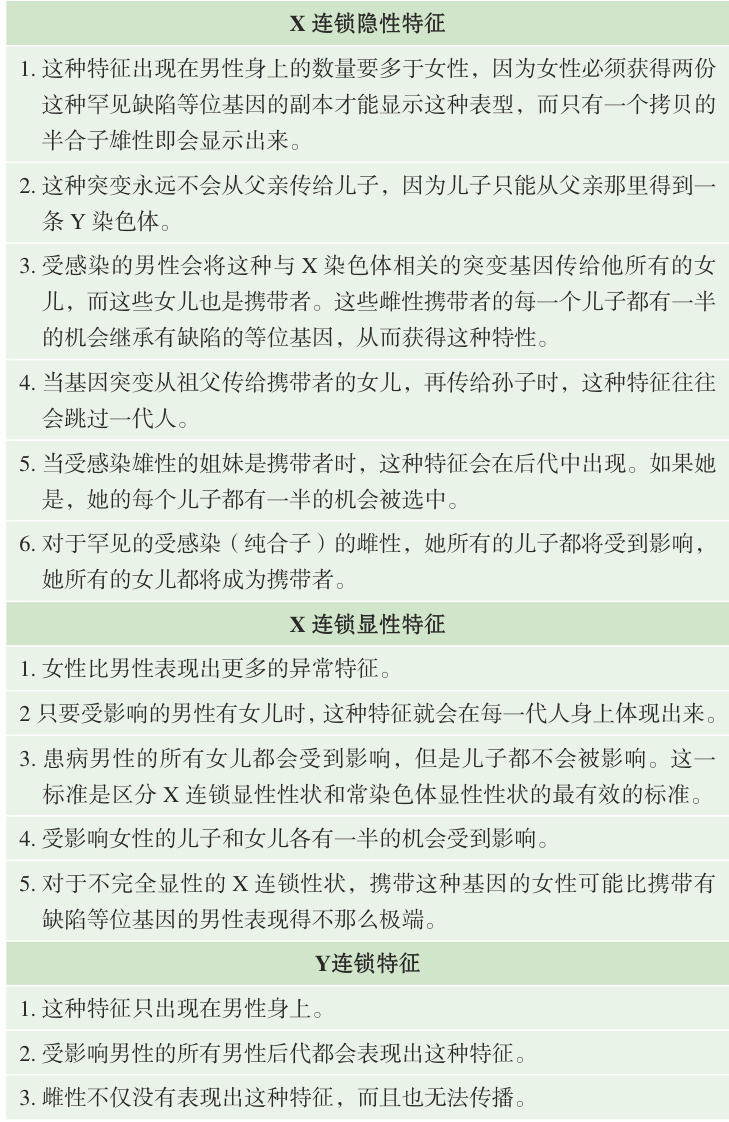 X 连锁隐性特征
1. 这种特征出现在男性身上的数量要多于女性，因为女性必须获得两份
这种罕见缺陷等位基因的副本才能显示这种表型，而只有一个拷贝的
半合子雄性即会显示出来。
2. 这种突变永远不会从父亲传给儿子，因为儿子只能从父亲那里得到一
条 Y 染色体。
3. 受感染的男性会将这种与 X 染色体相关的突变基因传给他所有的女
儿，而这些女儿也是携带者。这些雌性携带者的每一个儿子都有一半
的机会继承有缺陷的等位基因，从而获得这种特性。
4. 当基因突变从祖父传给携带者的女儿，再传给孙子时，这种特征往往
会跳过一代人。
5. 当受感染雄性的姐妹是携带者时，这种特征会在后代中出现。如果她
是，她的每个儿子都有一半的机会被选中。
6. 对于罕见的受感染（纯合子）的雌性，她所有的儿子都将受到影响，
她所有的女儿都将成为携带者。
X 连锁显性特征
1. 女性比男性表现出更多的异常特征。
2 只要受影响的男性有女儿时，这种特征就会在每一代人身上体现出来。
3. 患病男性的所有女儿都会受到影响，但是儿子都不会被影响。这一
标准是区分 X 连锁显性性状和常染色体显性性状的最有效的标准。
4. 受影响女性的儿子和女儿各有一半的机会受到影响。
5. 对于不完全显性的 X 连锁性状，携带这种基因的女性可能比携带有
缺陷等位基因的男性表现得不那么极端。
Y连锁特征
1. 这种特征只出现在男性身上。
2. 受影响男性的所有男性后代都会表现出这种特征。
3. 雌性不仅没有表现出这种特征，而且也无法传播。